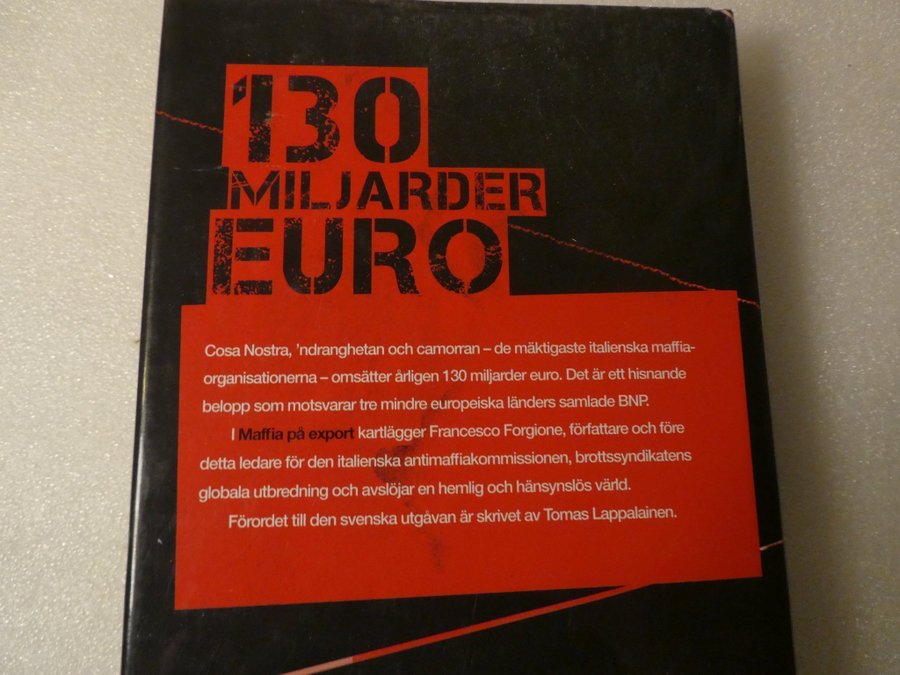 130
MILJARDER
EURO
Cosa Nostra, 'ndranghetan och camorran – de mäktigaste italienska maffia-
organisationerna – omsätter årligen 130 miljarder euro. Det är ett hisnande
belopp som motsvarar tre mindre europeiska länders samlade BNP.
I Maffia på export kartlägger Francesco Forgione, författare och före
detta ledare för den italienska antimaffiakommissionen, brottssyndikatens
globala utbredning och avslöjar en hemlig och hänsynslös värld.
Förordet till den svenska utgåvan är skrivet av Tomas Lappalainen.